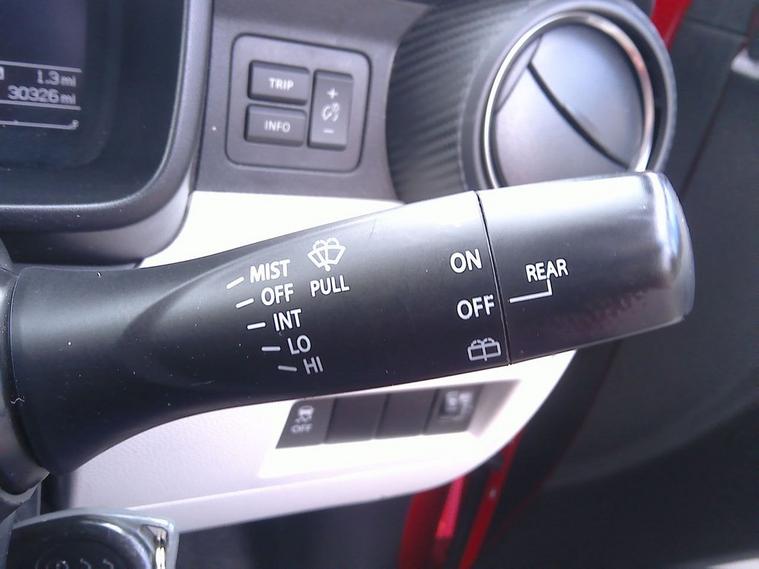 1.3 mi
30326 mi
TRIP
INFO
+
-
MIST
OFF
PULL
INT
LO
HI
ON
OFF
REAR
OFF